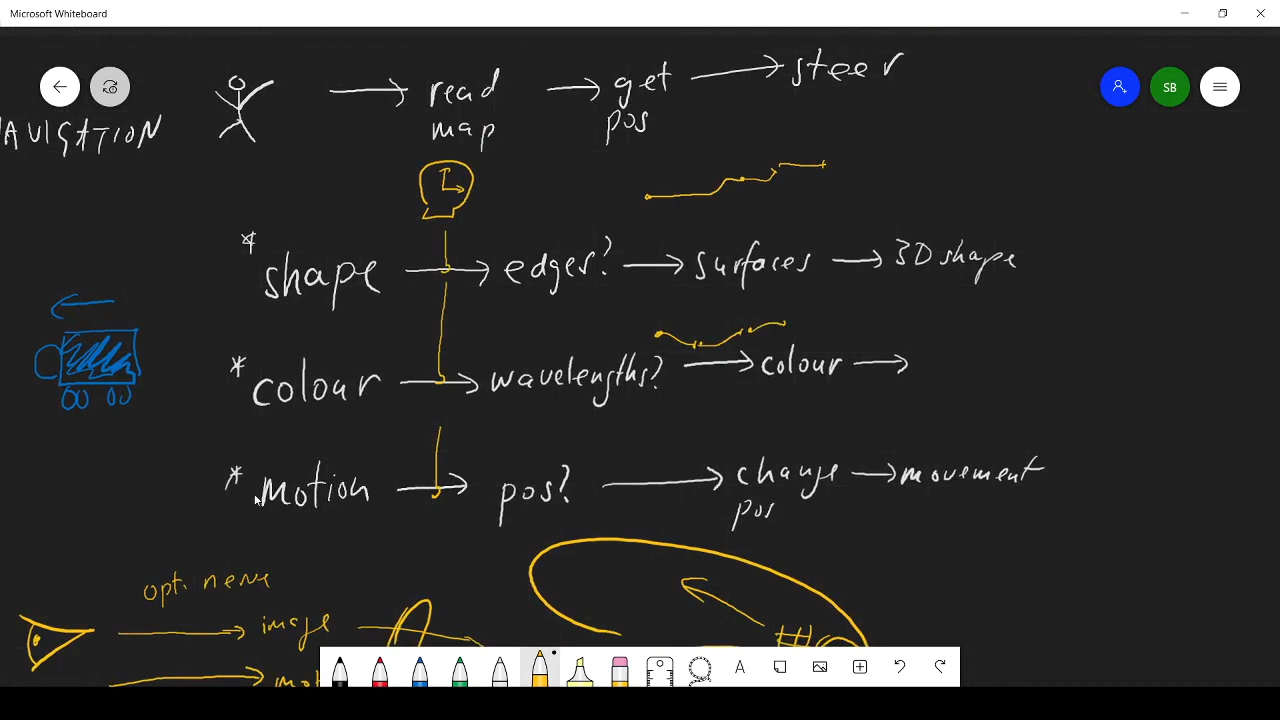 Microsoft Whiteboard
SB
AVIGATION → read map → get pos → steer
* shape → edges? → surfaces → 3D shape
* colour → wavelengths? → colour →
* motion → pos? → change pos → movement
opt. nerve
→ image
A